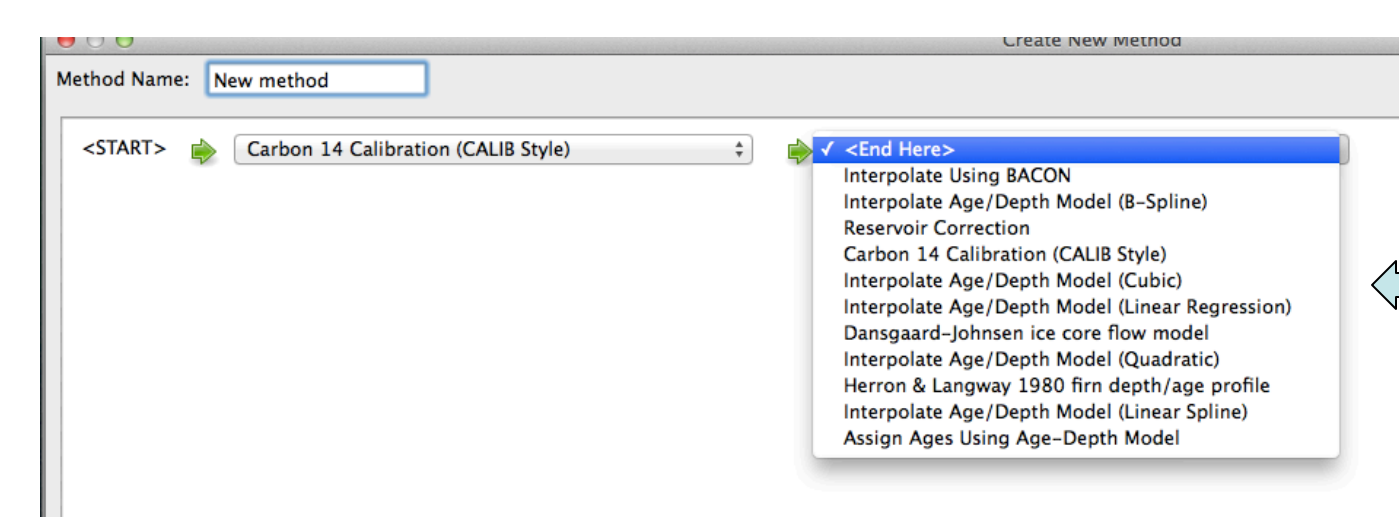 Create New Method
Method Name: New method
<START> Carbon 14 Calibration (CALIB Style) ✓ <End Here>
Interpolate Using BACON
Interpolate Age/Depth Model (B-Spline)
Reservoir Correction
Carbon 14 Calibration (CALIB Style)
Interpolate Age/Depth Model (Cubic)
Interpolate Age/Depth Model (Linear Regression)
Dansgaard-Johnsen ice core flow model
Interpolate Age/Depth Model (Quadratic)
Herron & Langway 1980 firn depth/age profile
Interpolate Age/Depth Model (Linear Spline)
Assign Ages Using Age-Depth Model